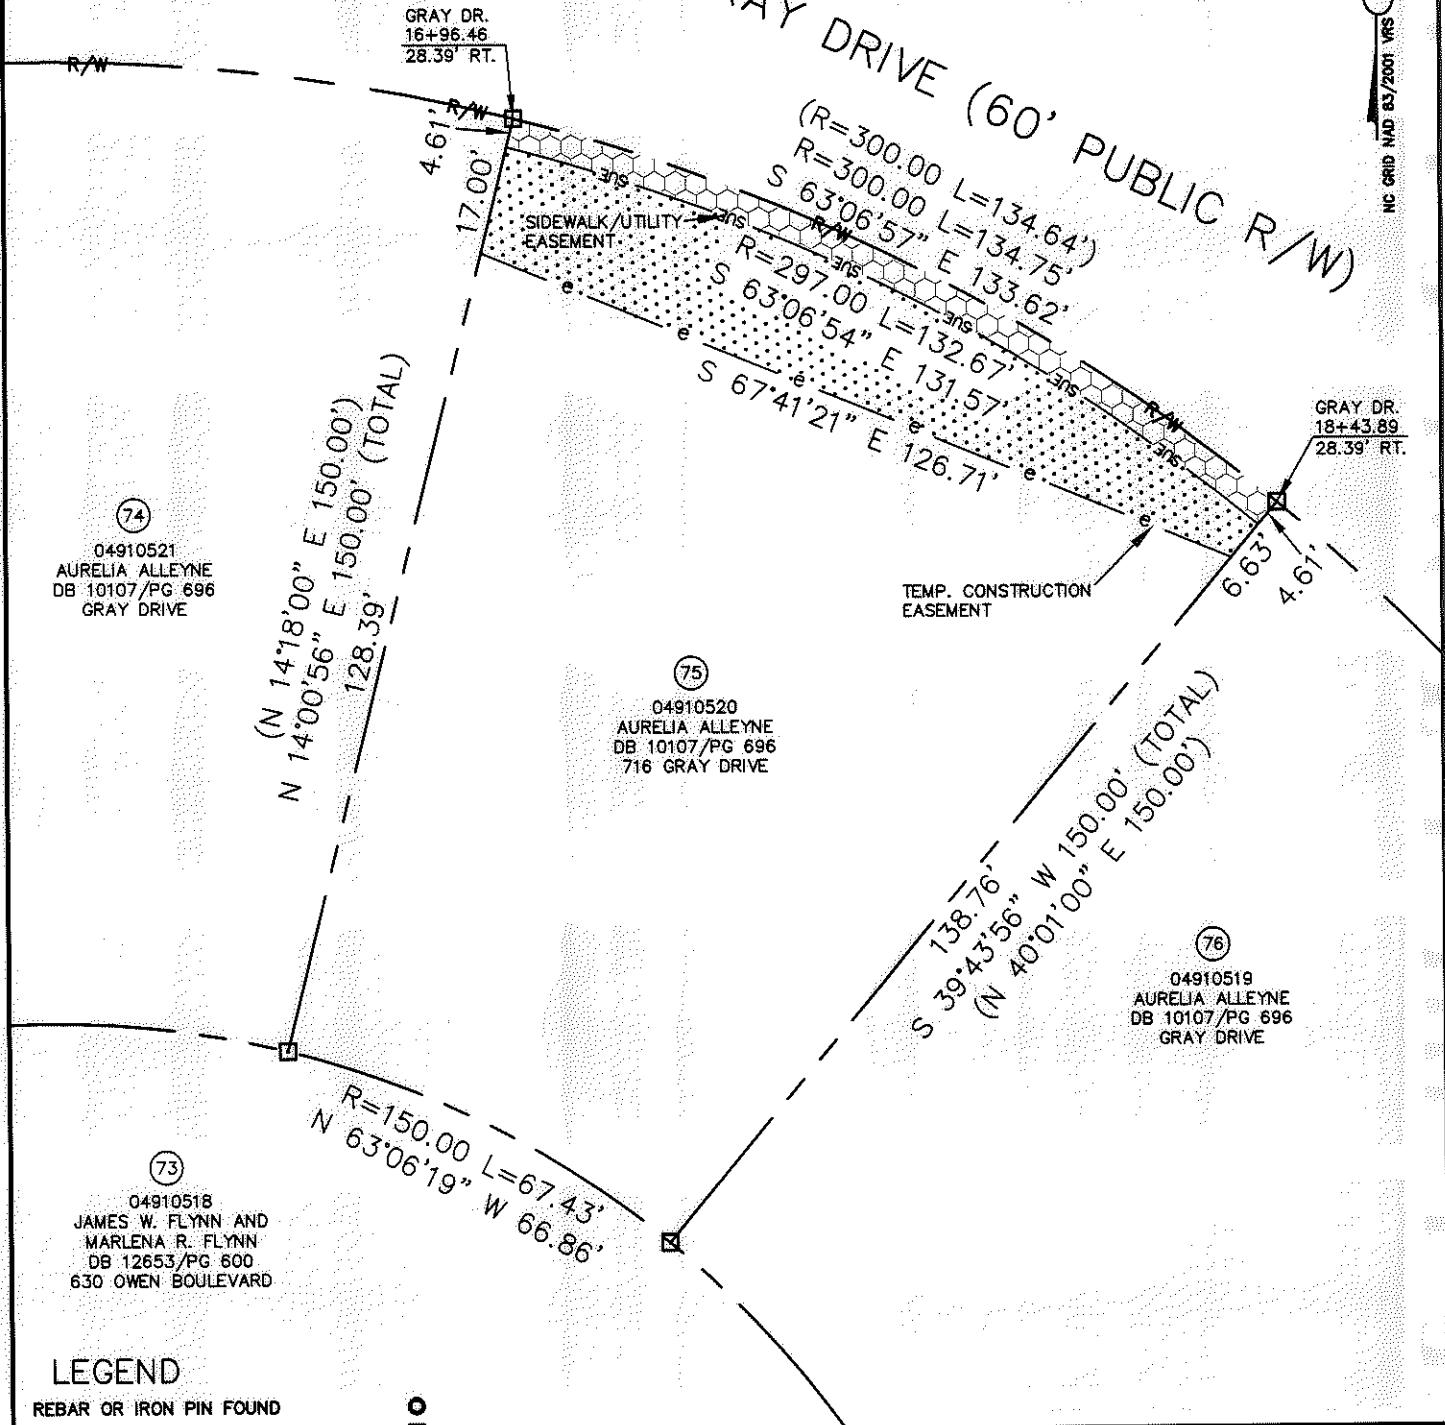 GRAY DR.
16+96.46
28.39' RT.
DRIVE (60' PUBLIC R/W)
NC GRID NAD 83/2001 VRS
R/W
R/W
4.61'
17.00'
SUE
SIDEWALK/UTILITY
EASEMENT
SUE
R/W
SUE
SUE
SUE
R/W
SUE
(R=300.00 L=134.64')
R=300.00 L=134.75'
S 63°06'57" E 133.62'
R=297.00 L=132.67'
S 63°06'54" E 131.57'
e
e
e
e
e
e
S 67°41'21" E 126.71'
GRAY DR.
18+43.89
28.39' RT.
6.63'
4.61'
TEMP. CONSTRUCTION
EASEMENT
(N 14°18'00" E 150.00')
N 14°00'56" E 150.00' (TOTAL)
128.39'
74
04910521
AURELIA ALLEYNE
DB 10107/PG 696
GRAY DRIVE
75
04910520
AURELIA ALLEYNE
DB 10107/PG 696
716 GRAY DRIVE
138.76'
S 39°43'56" W 150.00' (TOTAL)
(N 40°01'00" E 150.00')
76
04910519
AURELIA ALLEYNE
DB 10107/PG 696
GRAY DRIVE
R=150.00 L=67.43'
N 63°06'19" W 66.86'
73
04910518
JAMES W. FLYNN AND
MARLENA R. FLYNN
DB 12653/PG 600
630 OWEN BOULEVARD
LEGEND
REBAR OR IRON PIN FOUND